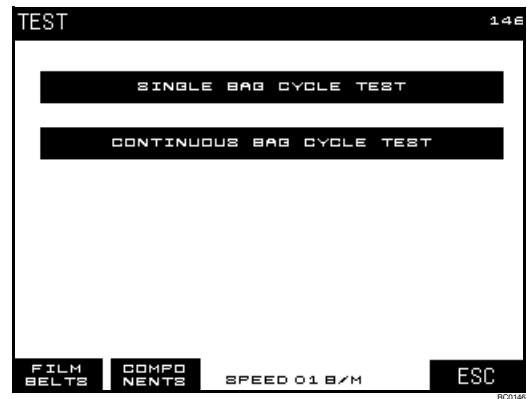 TEST 146
SINGLE BAG CYCLE TEST
CONTINUOUS BAG CYCLE TEST
FILM COMPO
BELTS NENTS SPEED 01 B/M ESC
BC0146